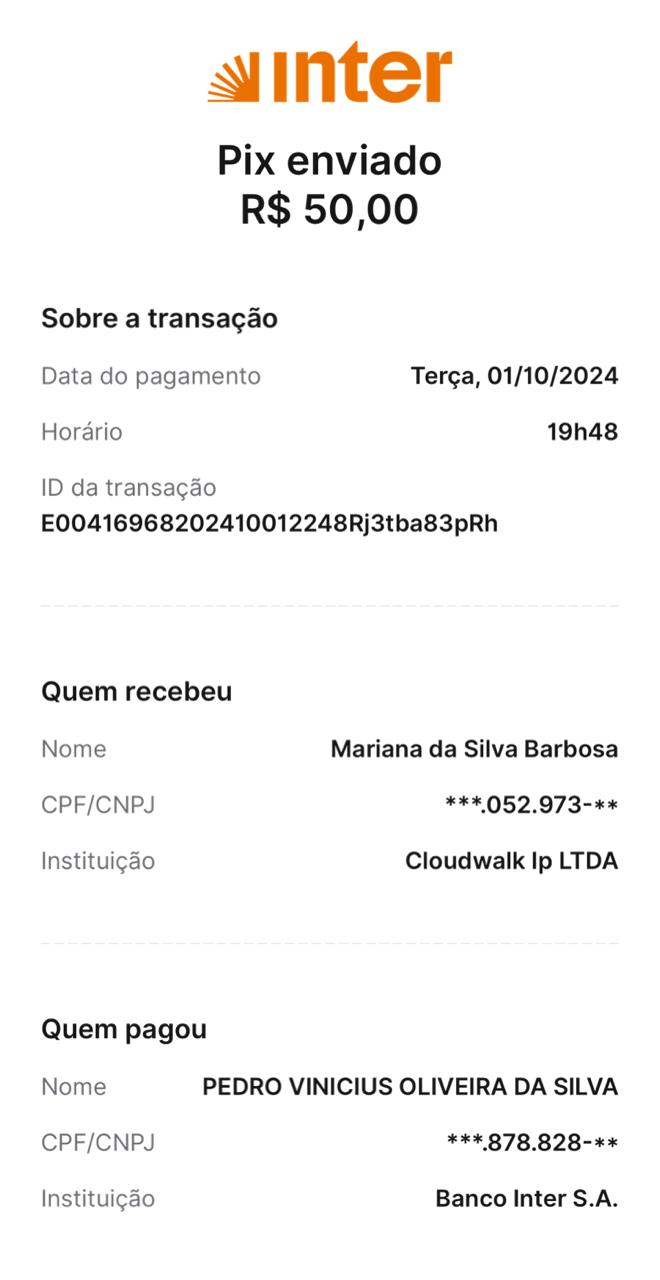 inter
Pix enviado
R$ 50,00
Sobre a transação
Data do pagamento Terça, 01/10/2024
Horário 19h48
ID da transação
E00416968202410012248Rj3tba83pRh
Quem recebeu
Nome Mariana da Silva Barbosa
CPF/CNPJ ***.052.973-**
Instituição Cloudwalk Ip LTDA
Quem pagou
Nome PEDRO VINICIUS OLIVEIRA DA SILVA
CPF/CNPJ ***.878.828-**
Instituição Banco Inter S.A.